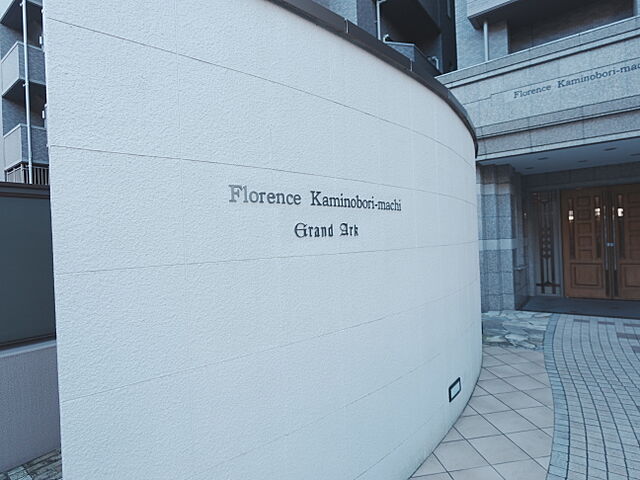 Florence Kaminobori-machi
Grand Ark
Florence Kaminobori-mac